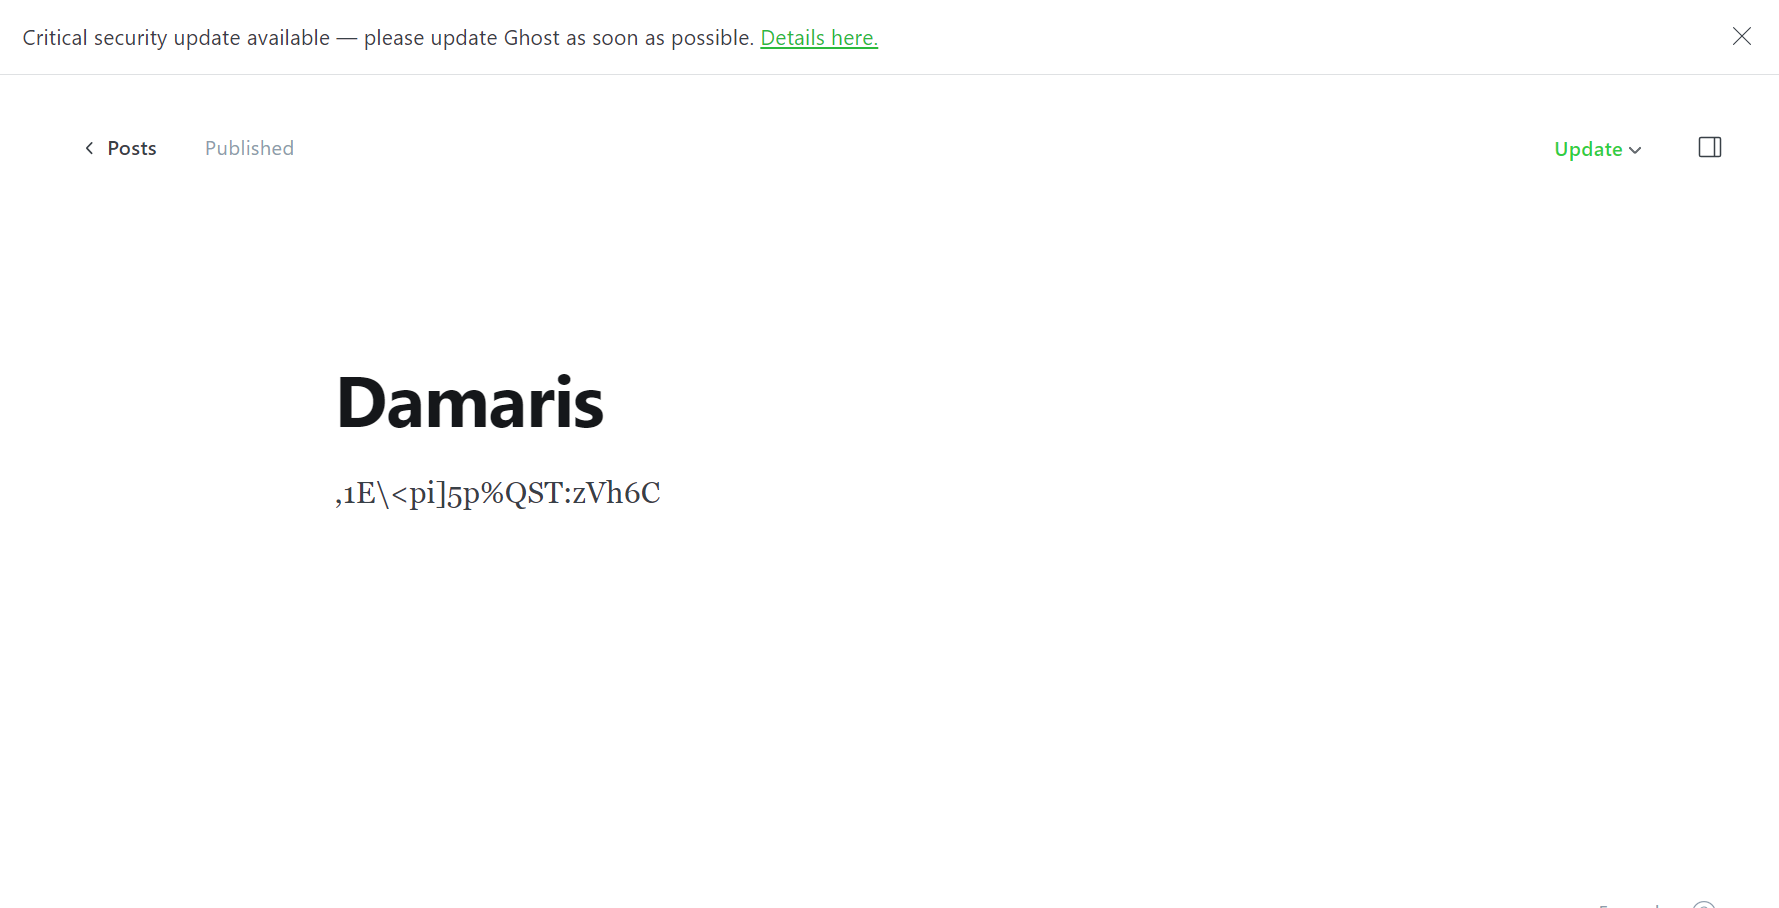 Critical security update available — please update Ghost as soon as possible. Details here.
Posts
Published
Update
Damaris
,1E\<pi]5p%QST:zVh6C